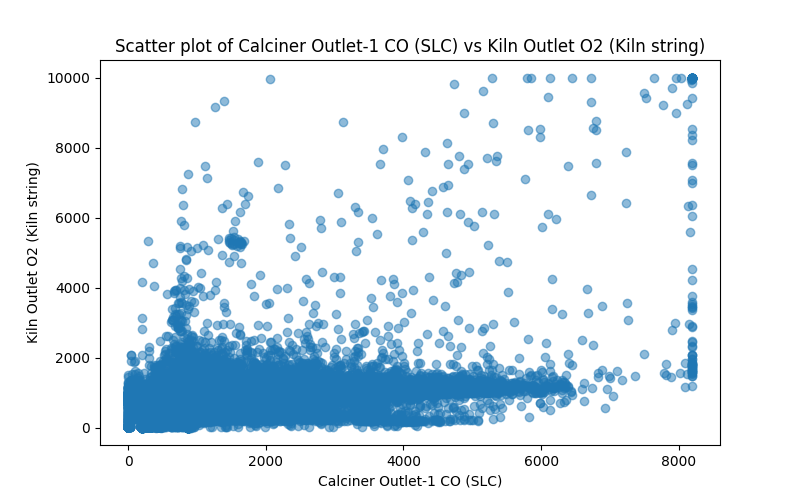 Scatter plot of Calciner Outlet-1 CO (SLC) vs Kiln Outlet O2 (Kiln string)
10000
8000
6000
4000
2000
0
Kiln Outlet O2 (Kiln string)
0 2000 4000 6000 8000
Calciner Outlet-1 CO (SLC)